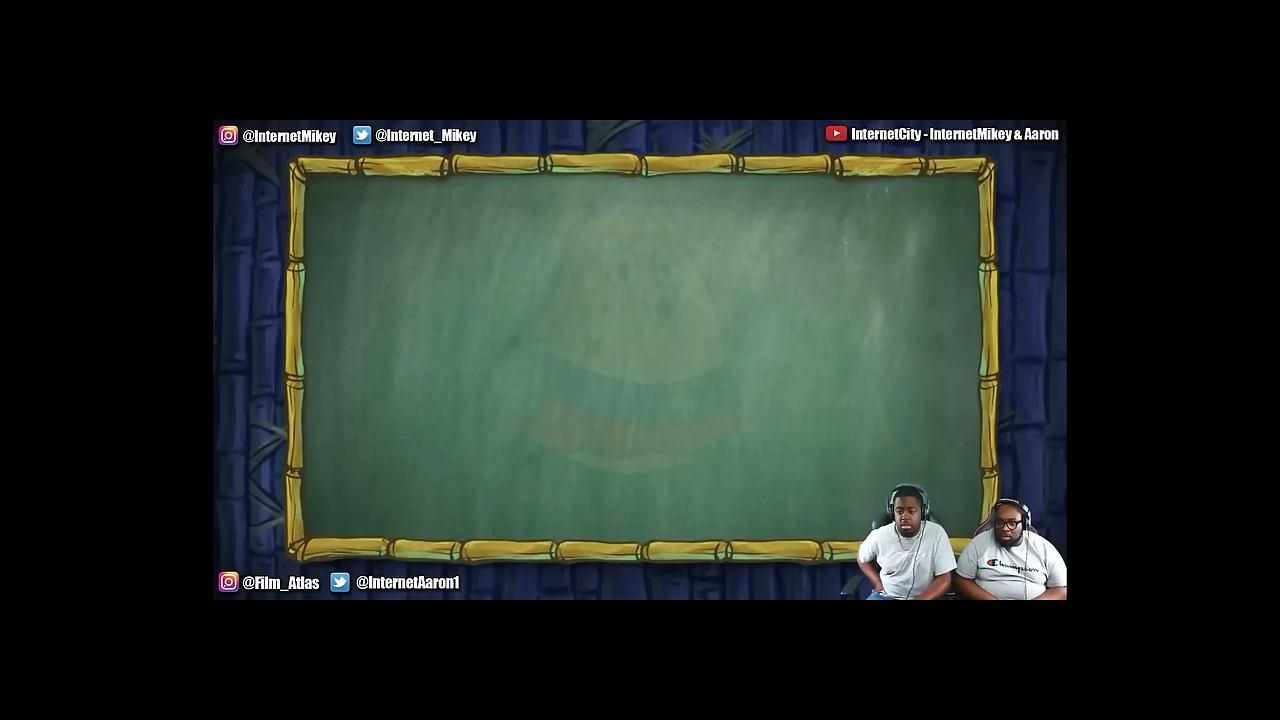 @InternetMikey @Internet_Mikey InternetCity - InternetMikey & Aaron
Champion
@Film_Atlas @InternetAaron1